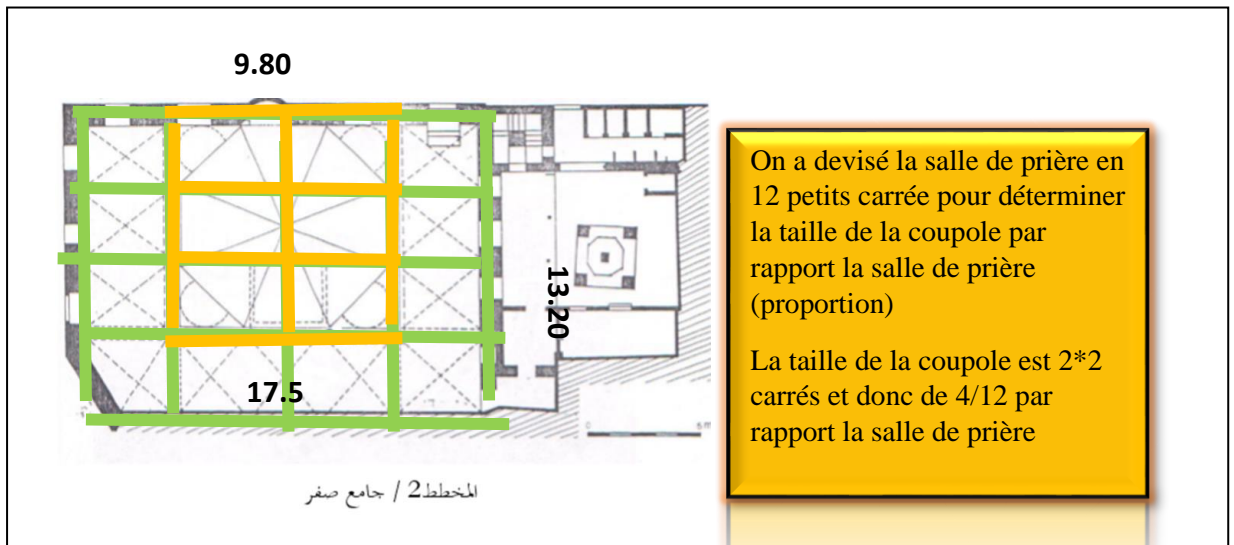 9.80
13.20
17.5
0 5 m
المخطط2 / جامع صفر
On a devisé la salle de prière en
12 petits carrée pour déterminer
la taille de la coupole par
rapport la salle de prière
(proportion)
La taille de la coupole est 2*2
carrés et donc de 4/12 par
rapport la salle de prière